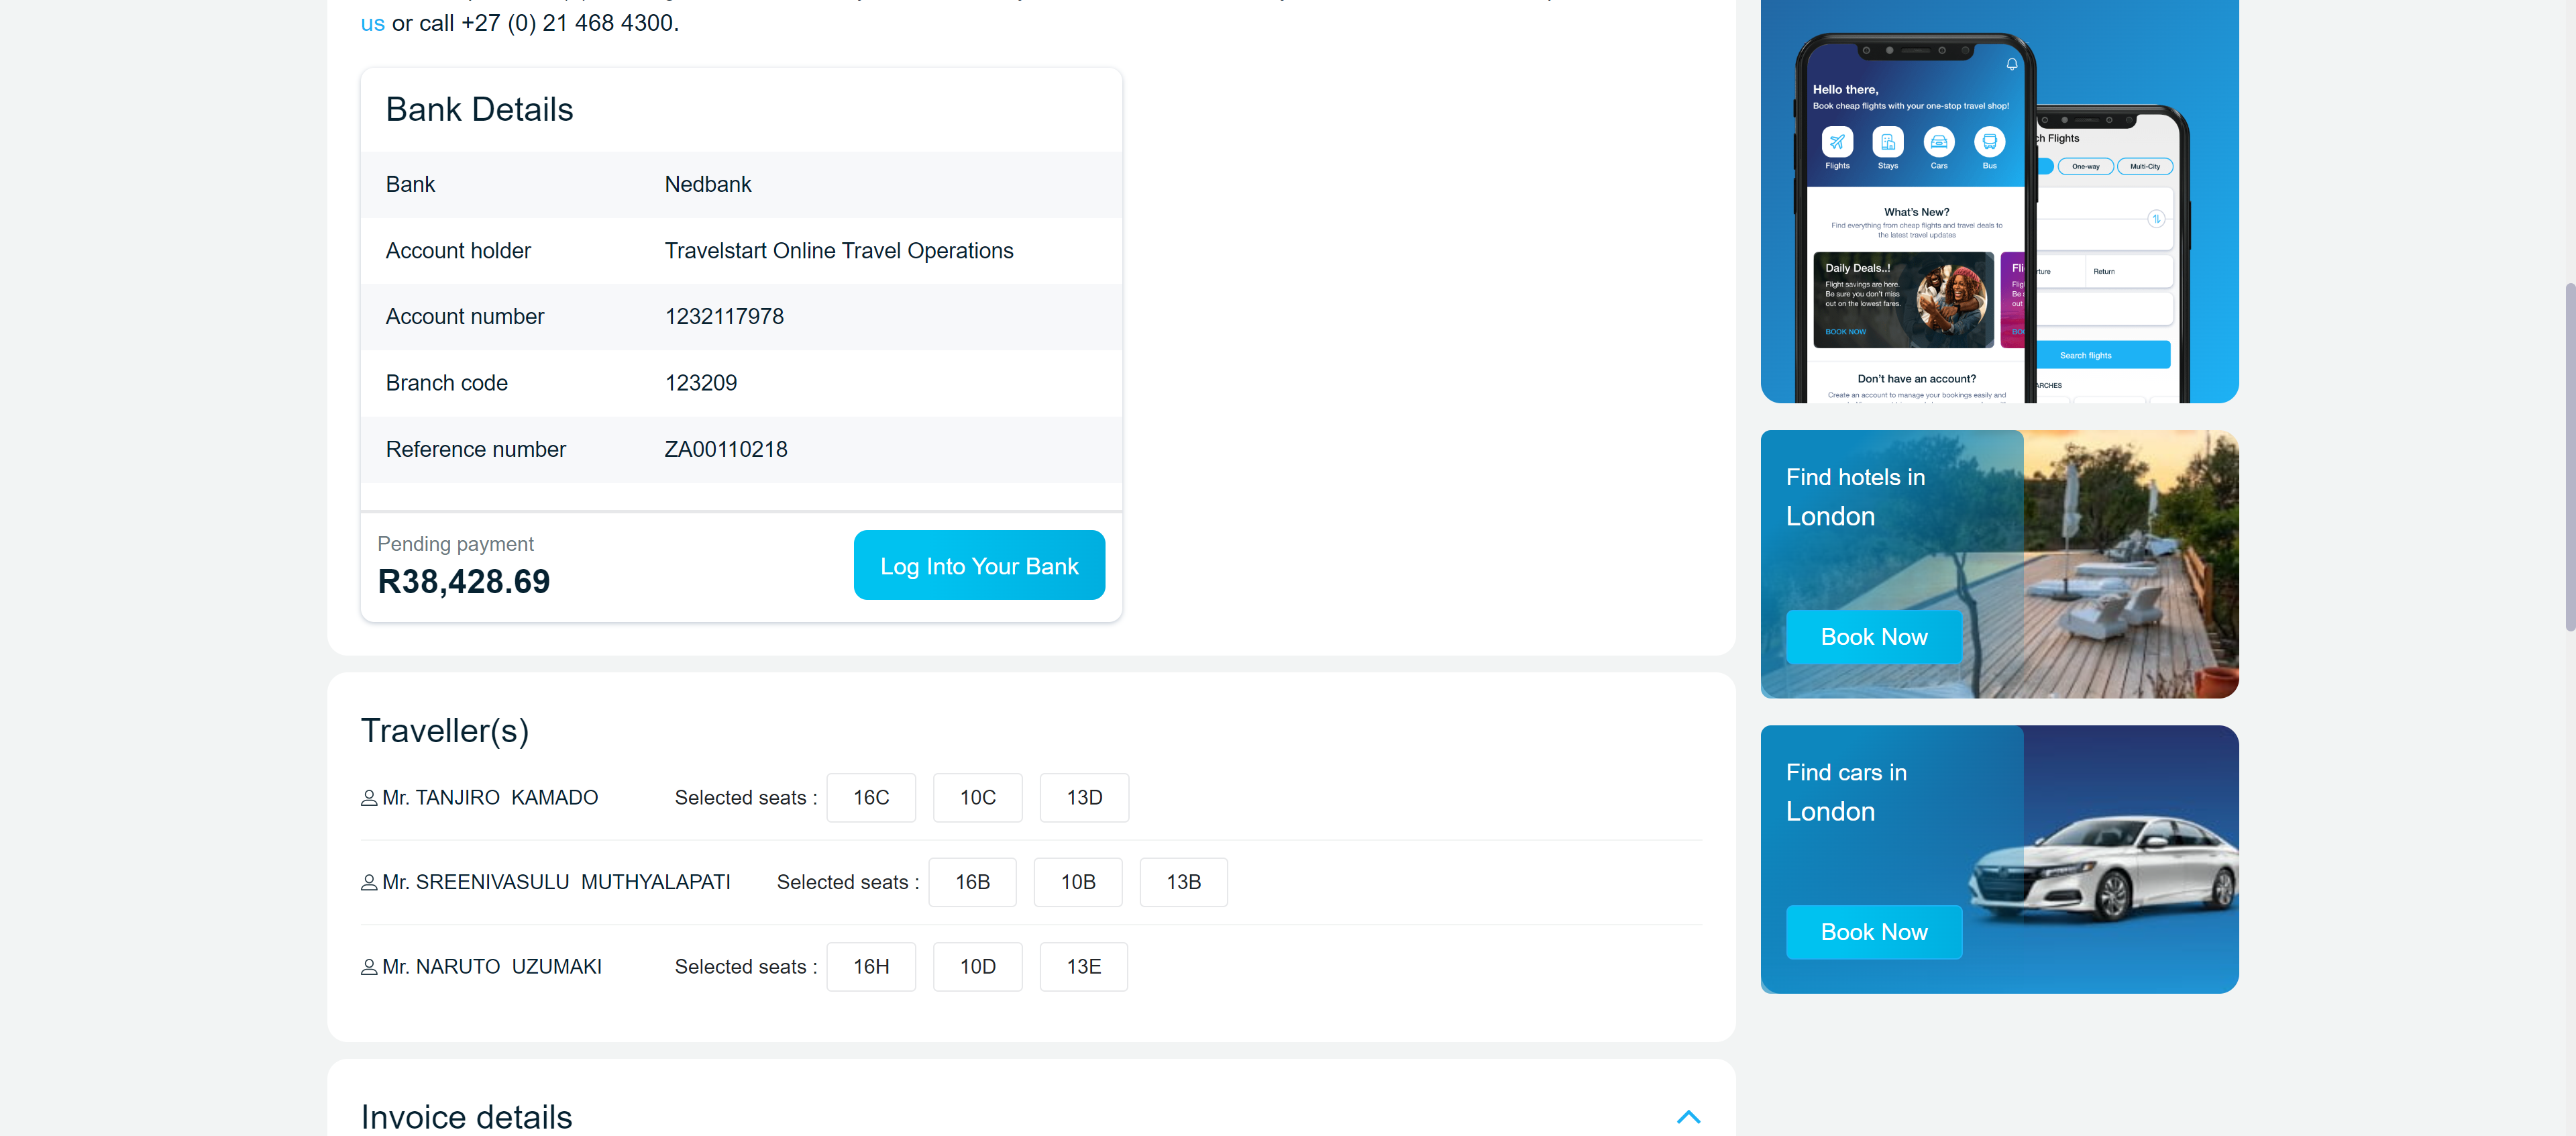 us or call +27 (0) 21 468 4300.
Bank Details
Bank Nedbank
Account holder Travelstart Online Travel Operations
Account number 1232117978
Branch code 123209
Reference number ZA00110218
Pending payment
R38,428.69
Log Into Your Bank
Traveller(s)
Mr. TANJIRO KAMADO Selected seats : 16C 10C 13D
Mr. SREENIVASULU MUTHYALAPATI Selected seats : 16B 10B 13B
Mr. NARUTO UZUMAKI Selected seats : 16H 10D 13E
Invoice details
Hello there,
Book cheap flights with your one-stop travel shop!
Flights Stays Cars Bus
What's New?
Find everything from cheap flights and travel deals to
the latest travel updates
Daily Deals..!
Flight savings are here.
Be sure you don't miss
out on the lowest fares.
BOOK NOW
Don't have an account?
Create an account to manage your bookings easily and
Flights
One-way Multi-City
Return
Search flights
Find hotels in
London
Book Now
Find cars in
London
Book Now